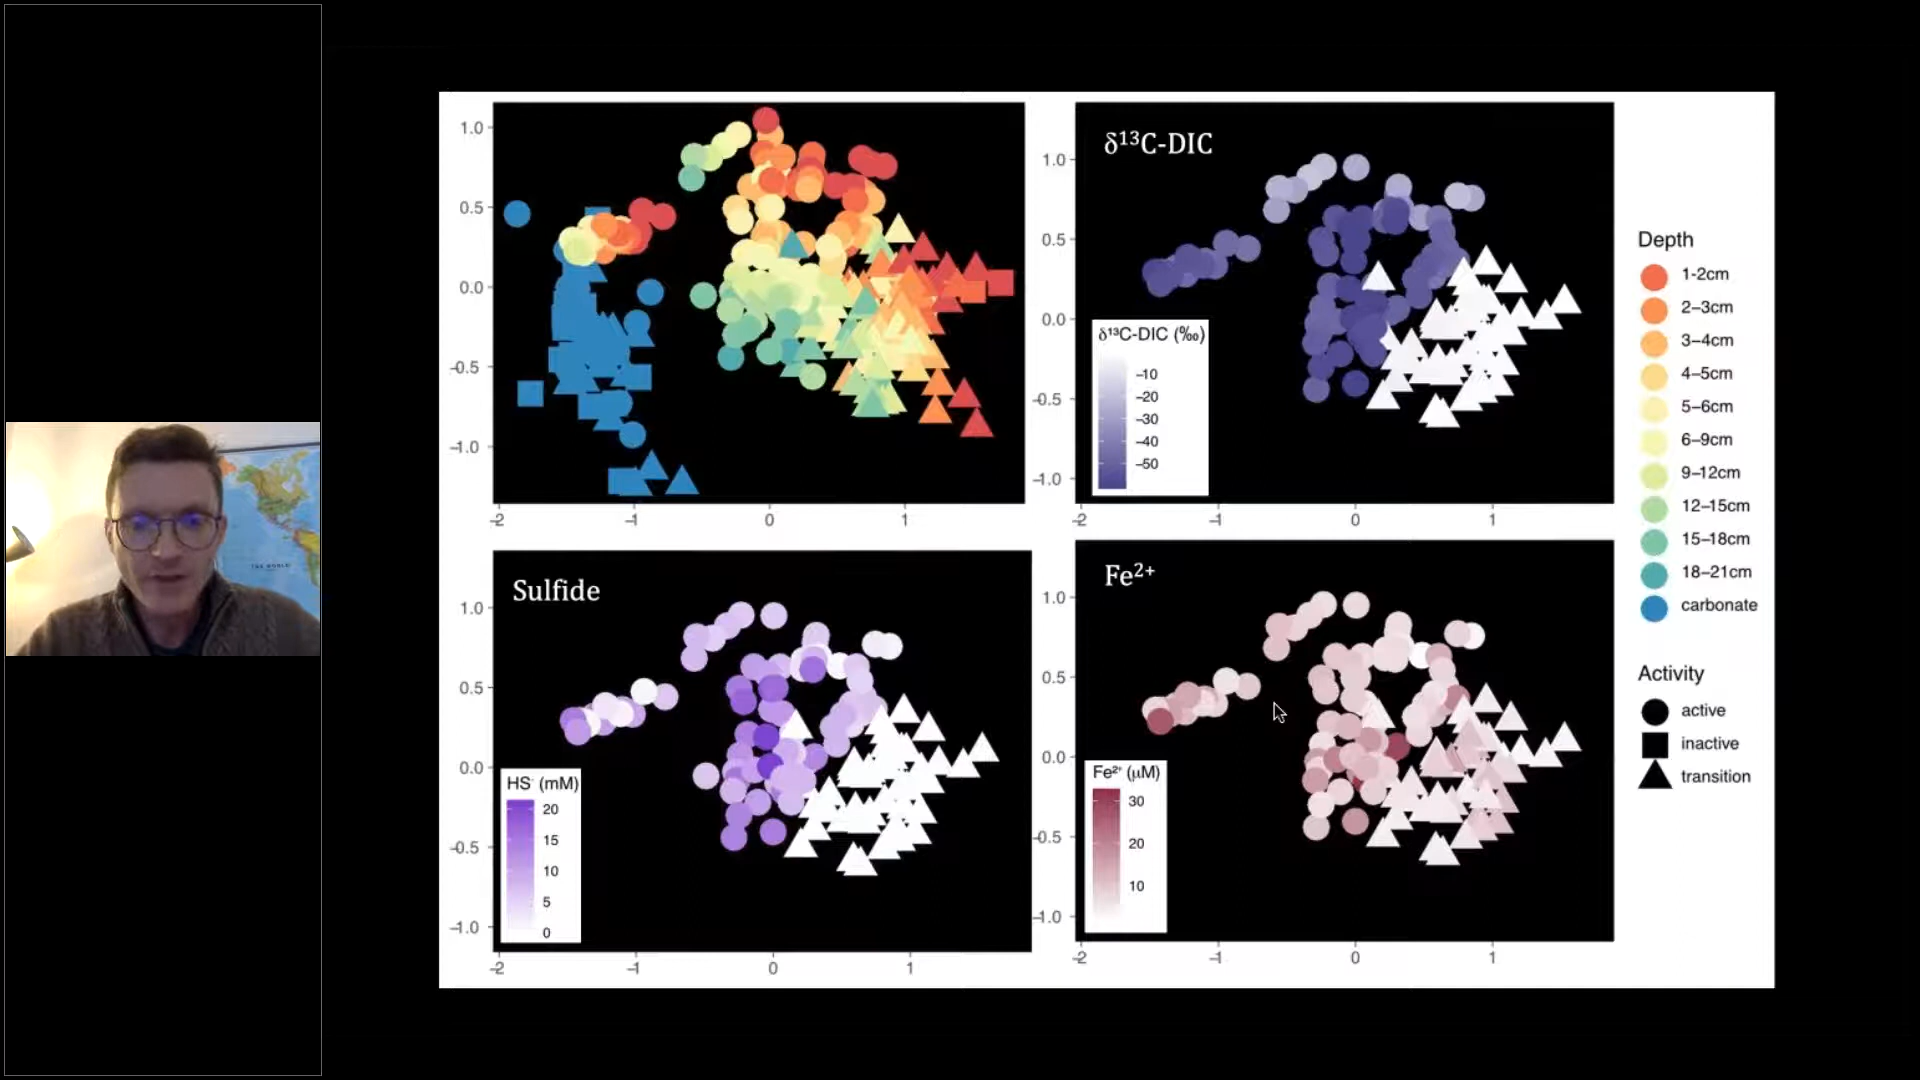 THE WORLD
1.0
0.5
0.0
-0.5
-1.0
-2
-1
0
1
δ¹³C-DIC
1.0
0.5
0.0
-0.5
-1.0
δ¹³C-DIC (‰)
-10
-20
-30
-40
-50
-2
-1
0
1
Sulfide
1.0
0.5
0.0
-0.5
-1.0
HS⁻ (mM)
20
15
10
5
0
-2
-1
0
1
Fe²⁺
1.0
0.5
0.0
-0.5
-1.0
Fe²⁺ (μM)
30
20
10
-2
-1
0
1
Depth
1-2cm
2–3cm
3–4cm
4–5cm
5–6cm
6–9cm
9–12cm
12–15cm
15–18cm
18–21cm
carbonate
Activity
active
inactive
transition